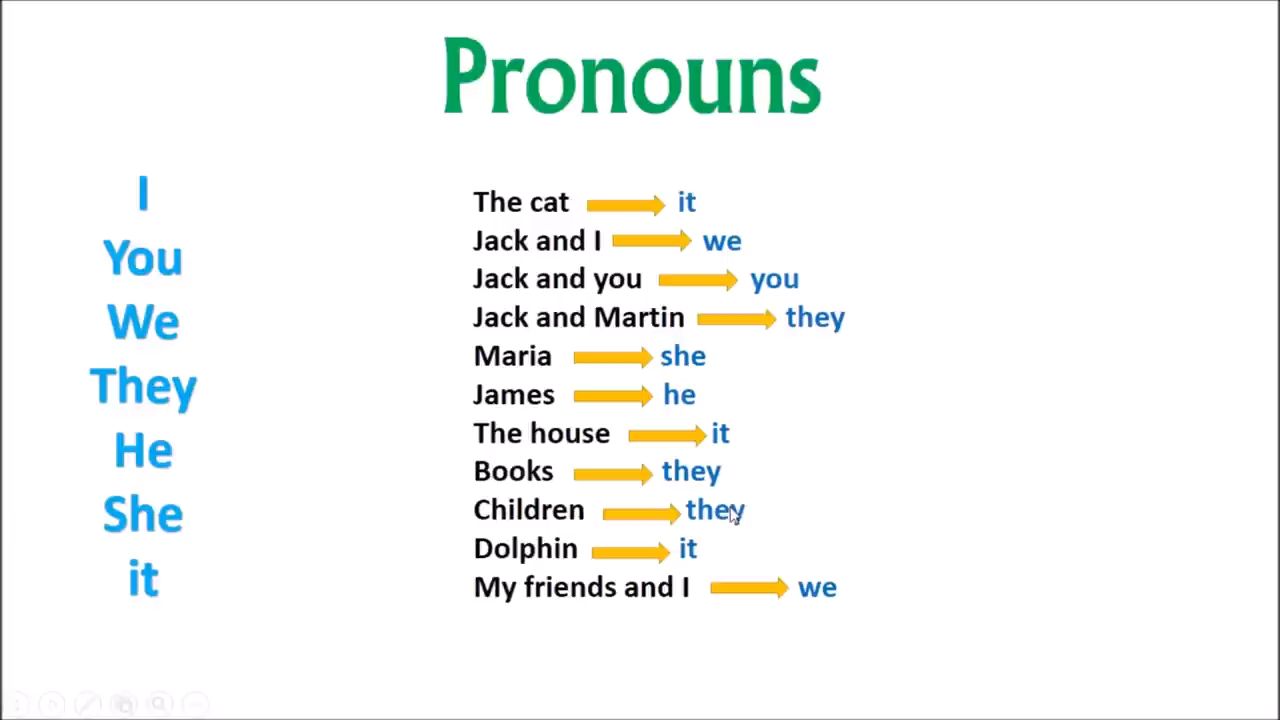 Pronouns
I
You
We
They
He
She
it
The cat it
Jack and I we
Jack and you you
Jack and Martin they
Maria she
James he
The house it
Books they
Children they
Dolphin it
My friends and I we